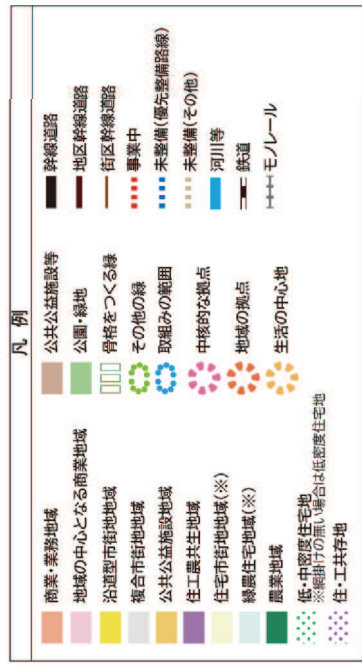 凡例
商業・業務地域
地域の中心となる商業地域
沿道型市街地地域
複合市街地地域
公共公益施設地域
住工農共生地域
住宅市街地地域(※)
緑農住宅地域(※)
農業地域
低・中密度住宅地
※網掛けの無い場合は低密度住宅地
住・工共存地
公共公益施設等
公園・緑地
骨格をつくる緑
その他の緑
取組みの範囲
中核的な拠点
地域の拠点
生活の中心地
幹線道路
地区幹線道路
街区幹線道路
事業中
未整備(優先整備路線)
未整備(その他)
河川等
鉄道
モノレール